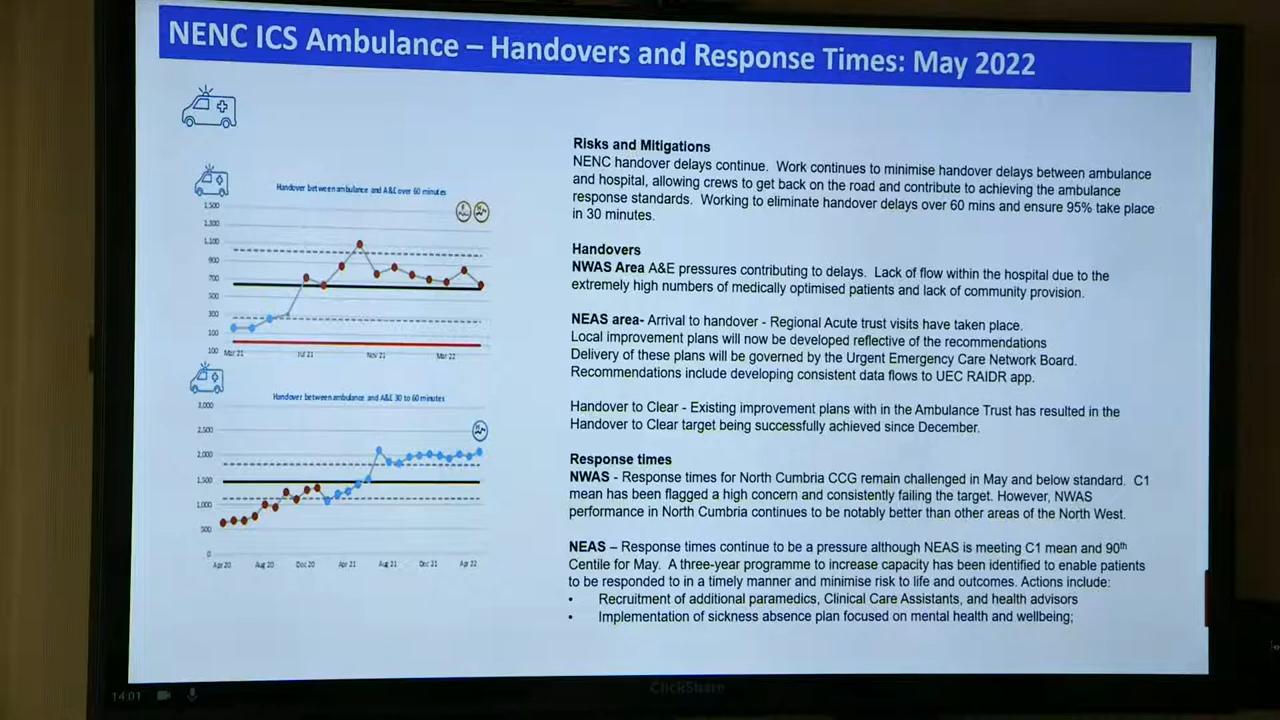 NENC ICS Ambulance – Handovers and Response Times: May 2022
Handover between ambulance and A&E over 60 minutes
1,500
1,300
1,100
900
700
500
300
100
100
Mar 21
Jul 21
Nov 21
Mar 22
Handover between ambulance and A&E 30 to 60 minutes
3,000
2,500
2,000
1,500
1,000
500
0
Apr 20
Aug 20
Dec 20
Apr 21
Aug 21
Dec 21
Apr 22
Risks and Mitigations
NENC handover delays continue. Work continues to minimise handover delays between ambulance
and hospital, allowing crews to get back on the road and contribute to achieving the ambulance
response standards. Working to eliminate handover delays over 60 mins and ensure 95% take place
in 30 minutes.
Handovers
NWAS Area A&E pressures contributing to delays. Lack of flow within the hospital due to the
extremely high numbers of medically optimised patients and lack of community provision.
NEAS area- Arrival to handover - Regional Acute trust visits have taken place.
Local improvement plans will now be developed reflective of the recommendations
Delivery of these plans will be governed by the Urgent Emergency Care Network Board.
Recommendations include developing consistent data flows to UEC RAIDR app.
Handover to Clear - Existing improvement plans with in the Ambulance Trust has resulted in the
Handover to Clear target being successfully achieved since December.
Response times
NWAS - Response times for North Cumbria CCG remain challenged in May and below standard. C1
mean has been flagged a high concern and consistently failing the target. However, NWAS
performance in North Cumbria continues to be notably better than other areas of the North West.
NEAS – Response times continue to be a pressure although NEAS is meeting C1 mean and 90th
Centile for May. A three-year programme to increase capacity has been identified to enable patients
to be responded to in a timely manner and minimise risk to life and outcomes. Actions include:
• Recruitment of additional paramedics, Clinical Care Assistants, and health advisors
• Implementation of sickness absence plan focused on mental health and wellbeing;
14:01
ClickShare